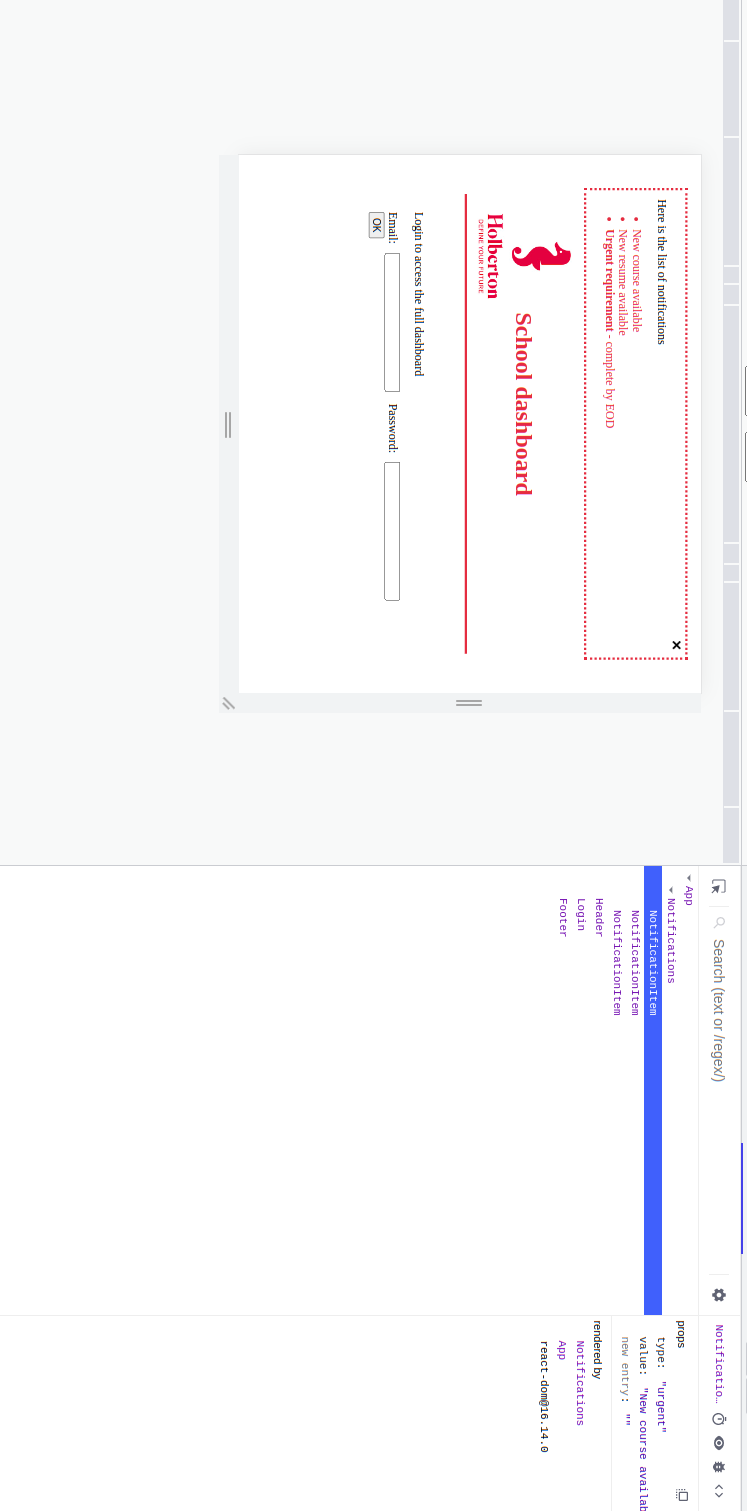 Here is the list of notifications
New course available
New resume available
Urgent requirement - complete by EOD
Holberton
DEFINE YOUR FUTURE
School dashboard
Login to access the full dashboard
Email: Password:
OK
Search (text or /regex/)
App
Notifications
NotificationItem
NotificationItem
NotificationItem
Header
Login
Footer
Notificatio…
props
type: "urgent"
value: "New course availab
new entry: ""
rendered by
Notifications
App
react-dom@16.14.0